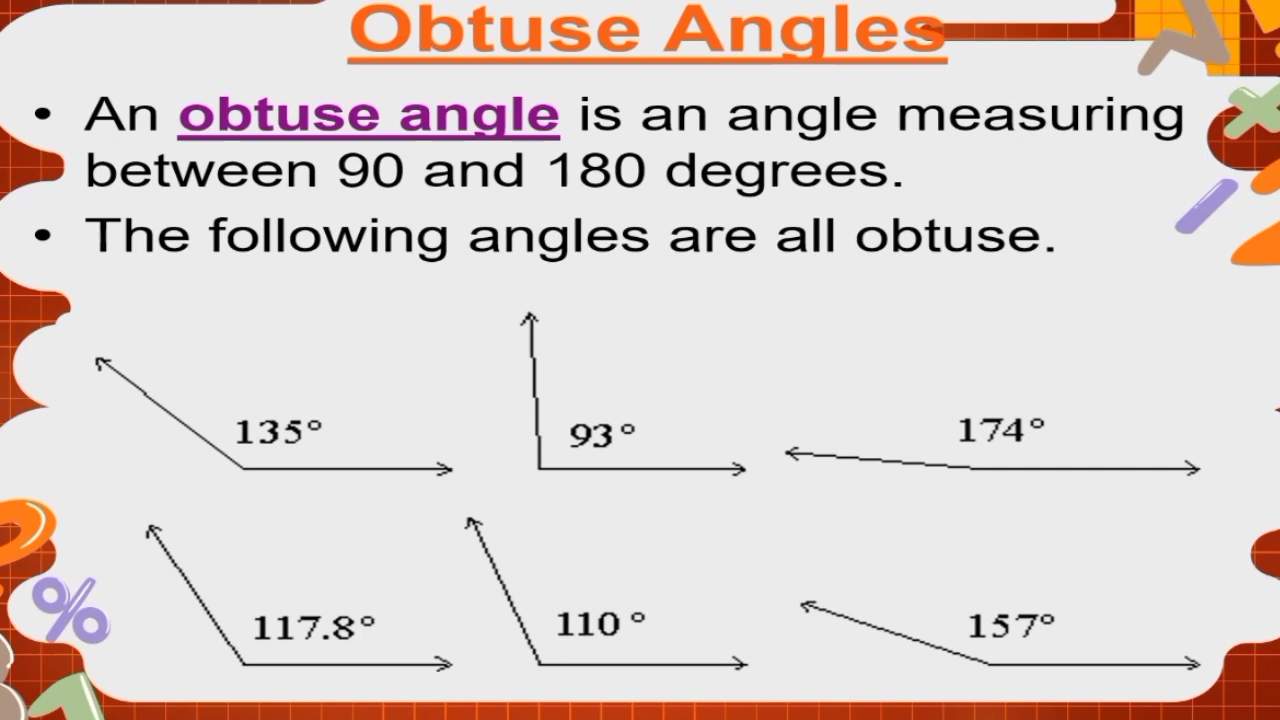 Obtuse Angles
• An obtuse angle is an angle measuring
between 90 and 180 degrees.
• The following angles are all obtuse.
135° 93° 174°
117.8° 110° 157°
%